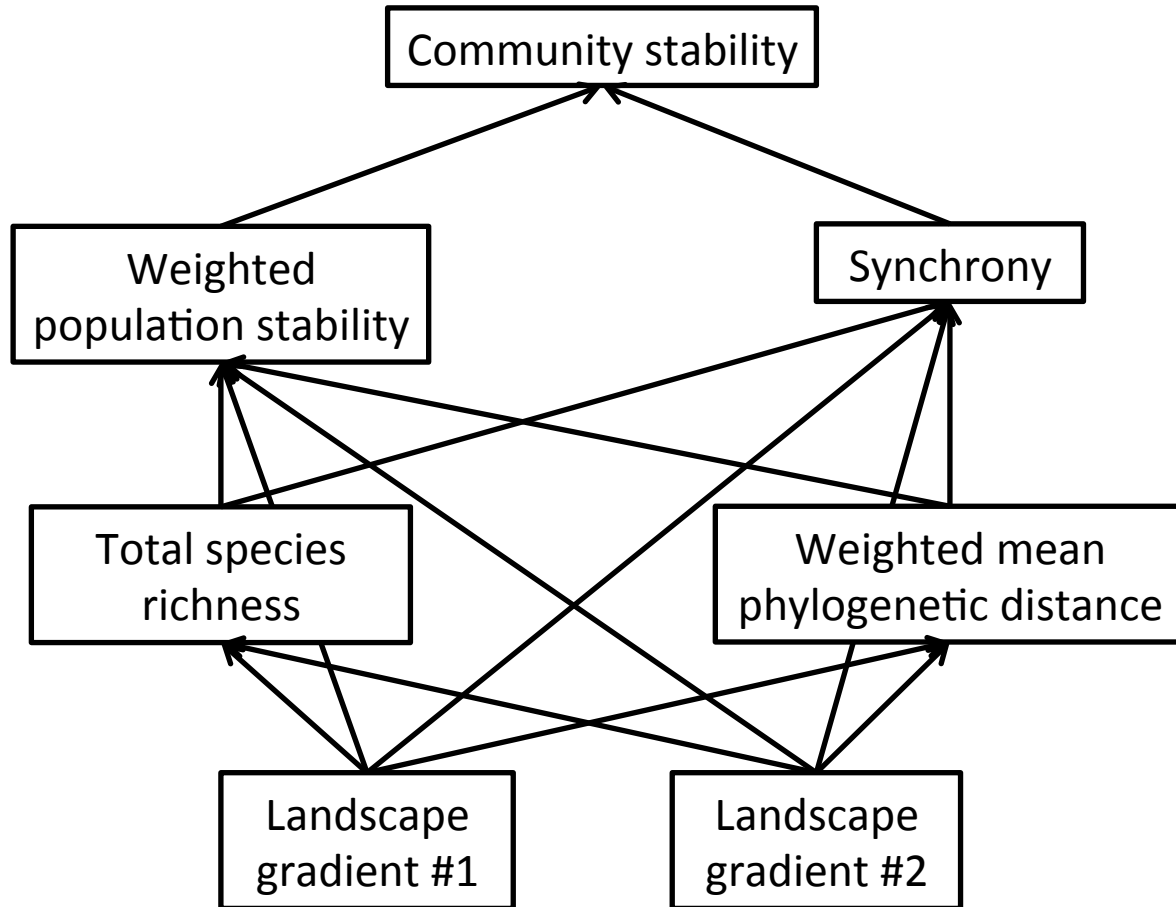 Community stability
Weighted
population stability
Synchrony
Total species
richness
Weighted mean
phylogenetic distance
Landscape
gradient #1
Landscape
gradient #2